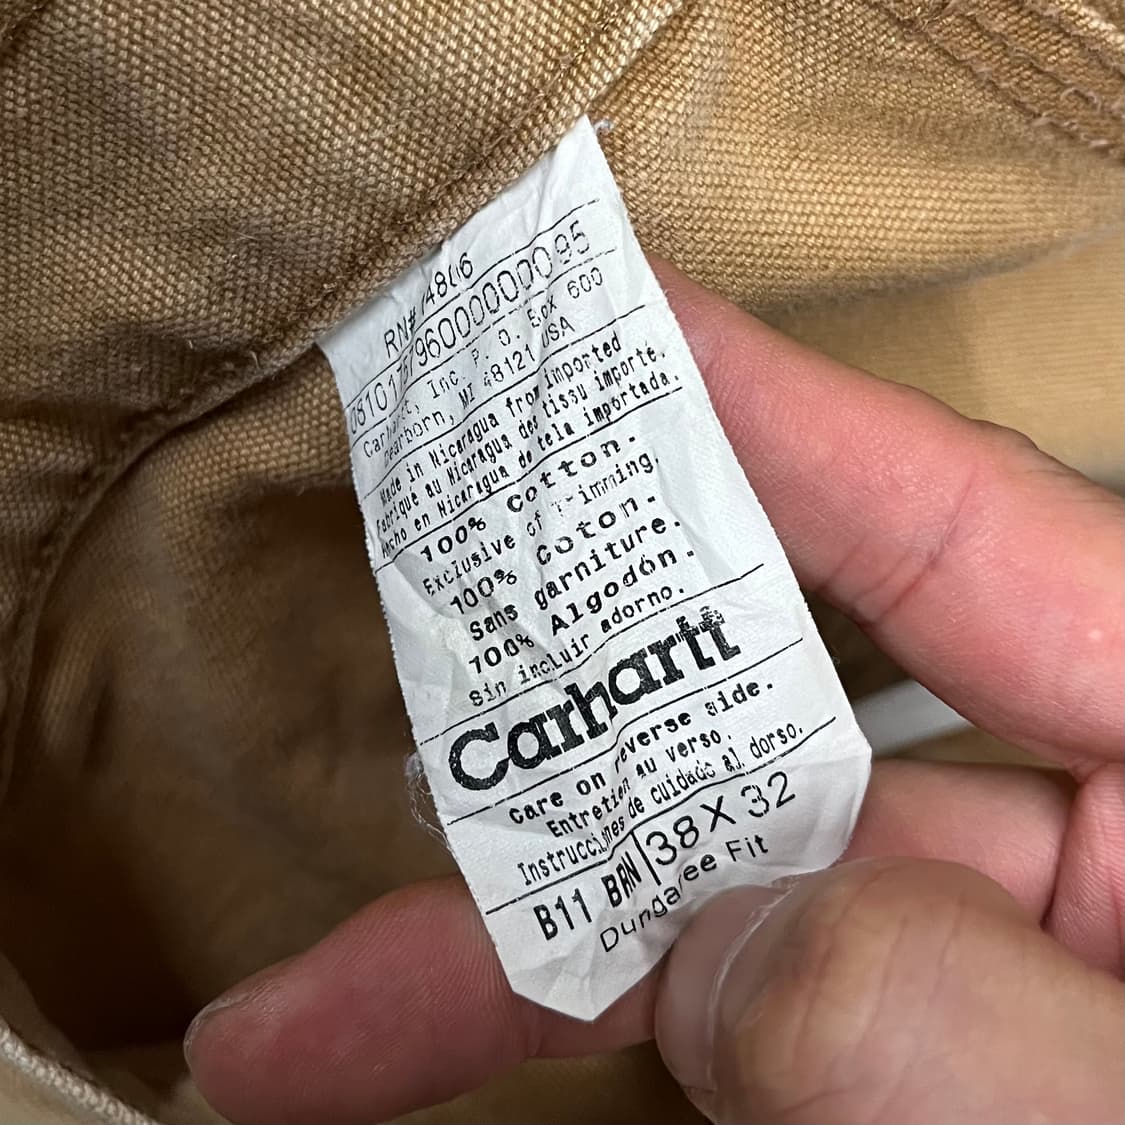 RN# 14806
Carhartt, Inc. P. O. Box 600
Dearborn, MI 48121 USA
Made in Nicaragua from imported
Fabriqué au Nicaragua des tissu importé.
Hecho en Nicaragua de tela importada.
100% Cotton.
Exclusive of Trimming.
100% Coton.
Sans garniture.
100% Algodón.
Sin incluir adorno.
Carhartt
Care on reverse side.
Entretien au verso.
de cuidado al dorso.
B11 BRN 38 X 32
Dungaree Fit